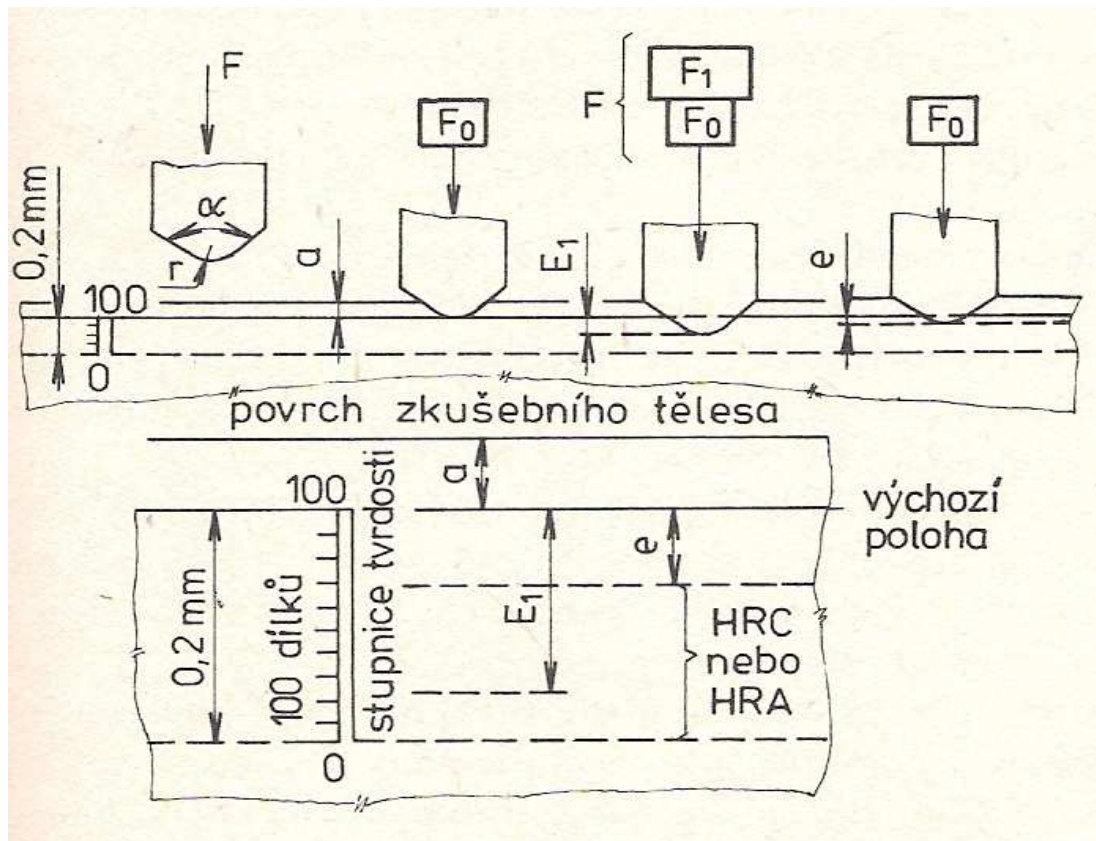 F
F₀
F
F₁
F₀
F₀
0,2mm
α
r
a
E₁
e
100
0
povrch zkušebního tělesa
100
0,2 mm
100 dílků
stupnice tvrdosti
a
E₁
e
výchozí
poloha
HRC
nebo
HRA
0